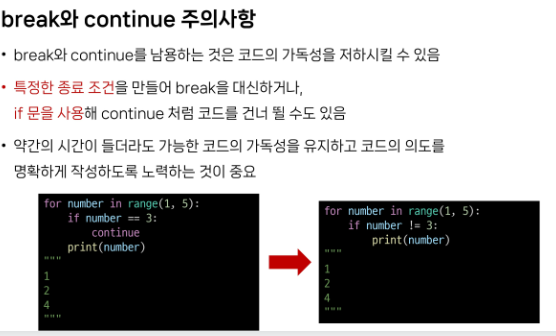 break와 continue 주의사항
• break와 continue를 남용하는 것은 코드의 가독성을 저하시킬 수 있음
• 특정한 종료 조건을 만들어 break을 대신하거나,
if 문을 사용해 continue 처럼 코드를 건너 뛸 수도 있음
• 약간의 시간이 들더라도 가능한 코드의 가독성을 유지하고 코드의 의도를
명확하게 작성하도록 노력하는 것이 중요
for number in range(1, 5):
    if number == 3:
        continue
    print(number)
"""
1
2
4
"""
for number in range(1, 5):
    if number != 3:
        print(number)
"""
1
2
4
"""